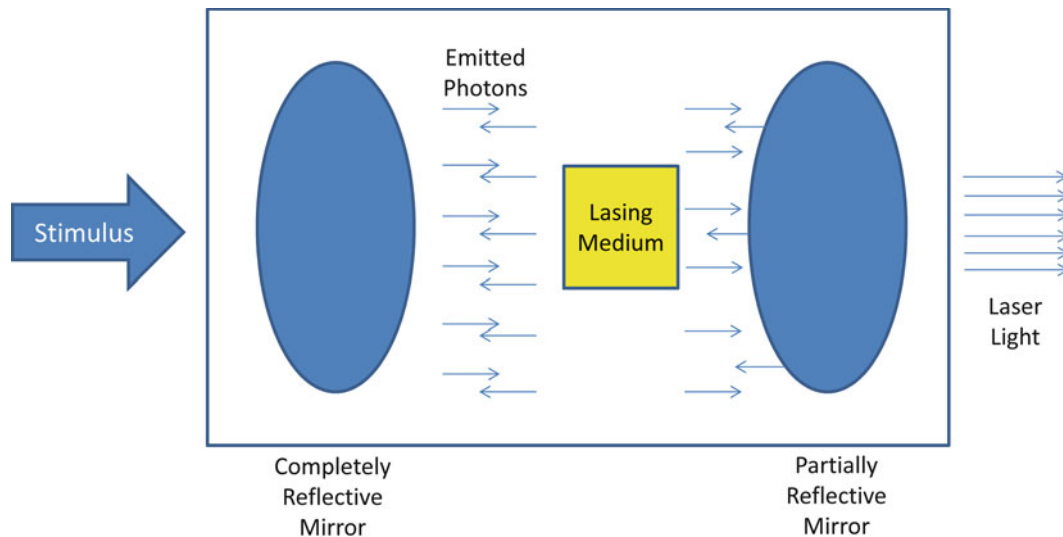 Emitted
Photons
Stimulus
Lasing
Medium
Laser
Light
Completely
Reflective
Mirror
Partially
Reflective
Mirror